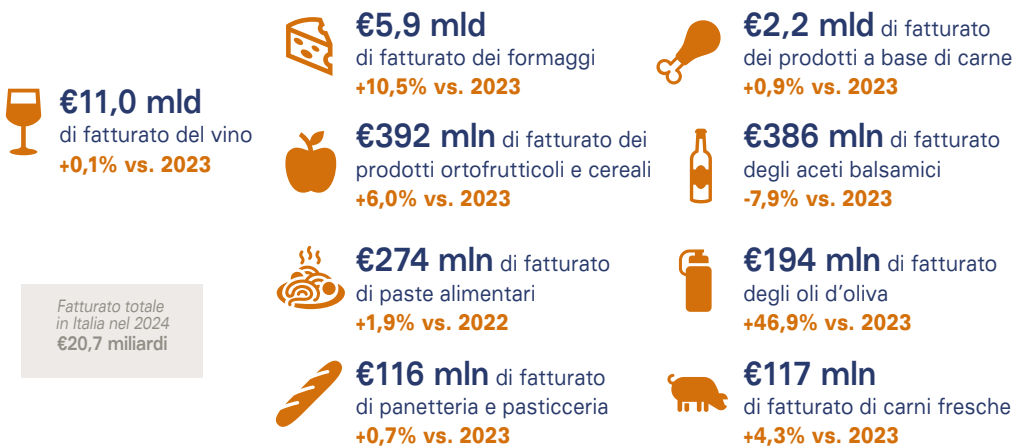 €11,0 mld
di fatturato del vino
+0,1% vs. 2023
Fatturato totale
in Italia nel 2024
€20,7 miliardi
€5,9 mld
di fatturato dei formaggi
+10,5% vs. 2023
€392 mln di fatturato dei
prodotti ortofrutticoli e cereali
+6,0% vs. 2023
€274 mln di fatturato
di paste alimentari
+1,9% vs. 2022
€116 mln di fatturato
di panetteria e pasticceria
+0,7% vs. 2023
€2,2 mld di fatturato
dei prodotti a base di carne
+0,9% vs. 2023
€386 mln di fatturato
degli aceti balsamici
-7,9% vs. 2023
€194 mln di fatturato
degli oli d’oliva
+46,9% vs. 2023
€117 mln
di fatturato di carni fresche
+4,3% vs. 2023